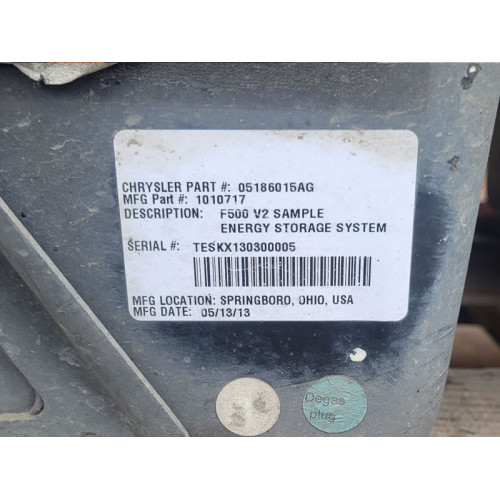 CHRYSLER PART #: 05186015AG
MFG Part #: 1010717
DESCRIPTION: F500 V2 SAMPLE
ENERGY STORAGE SYSTEM
SERIAL #: TESKX130300005
MFG LOCATION: SPRINGBORO, OHIO, USA
MFG DATE: 05/13/13
Degas
plug